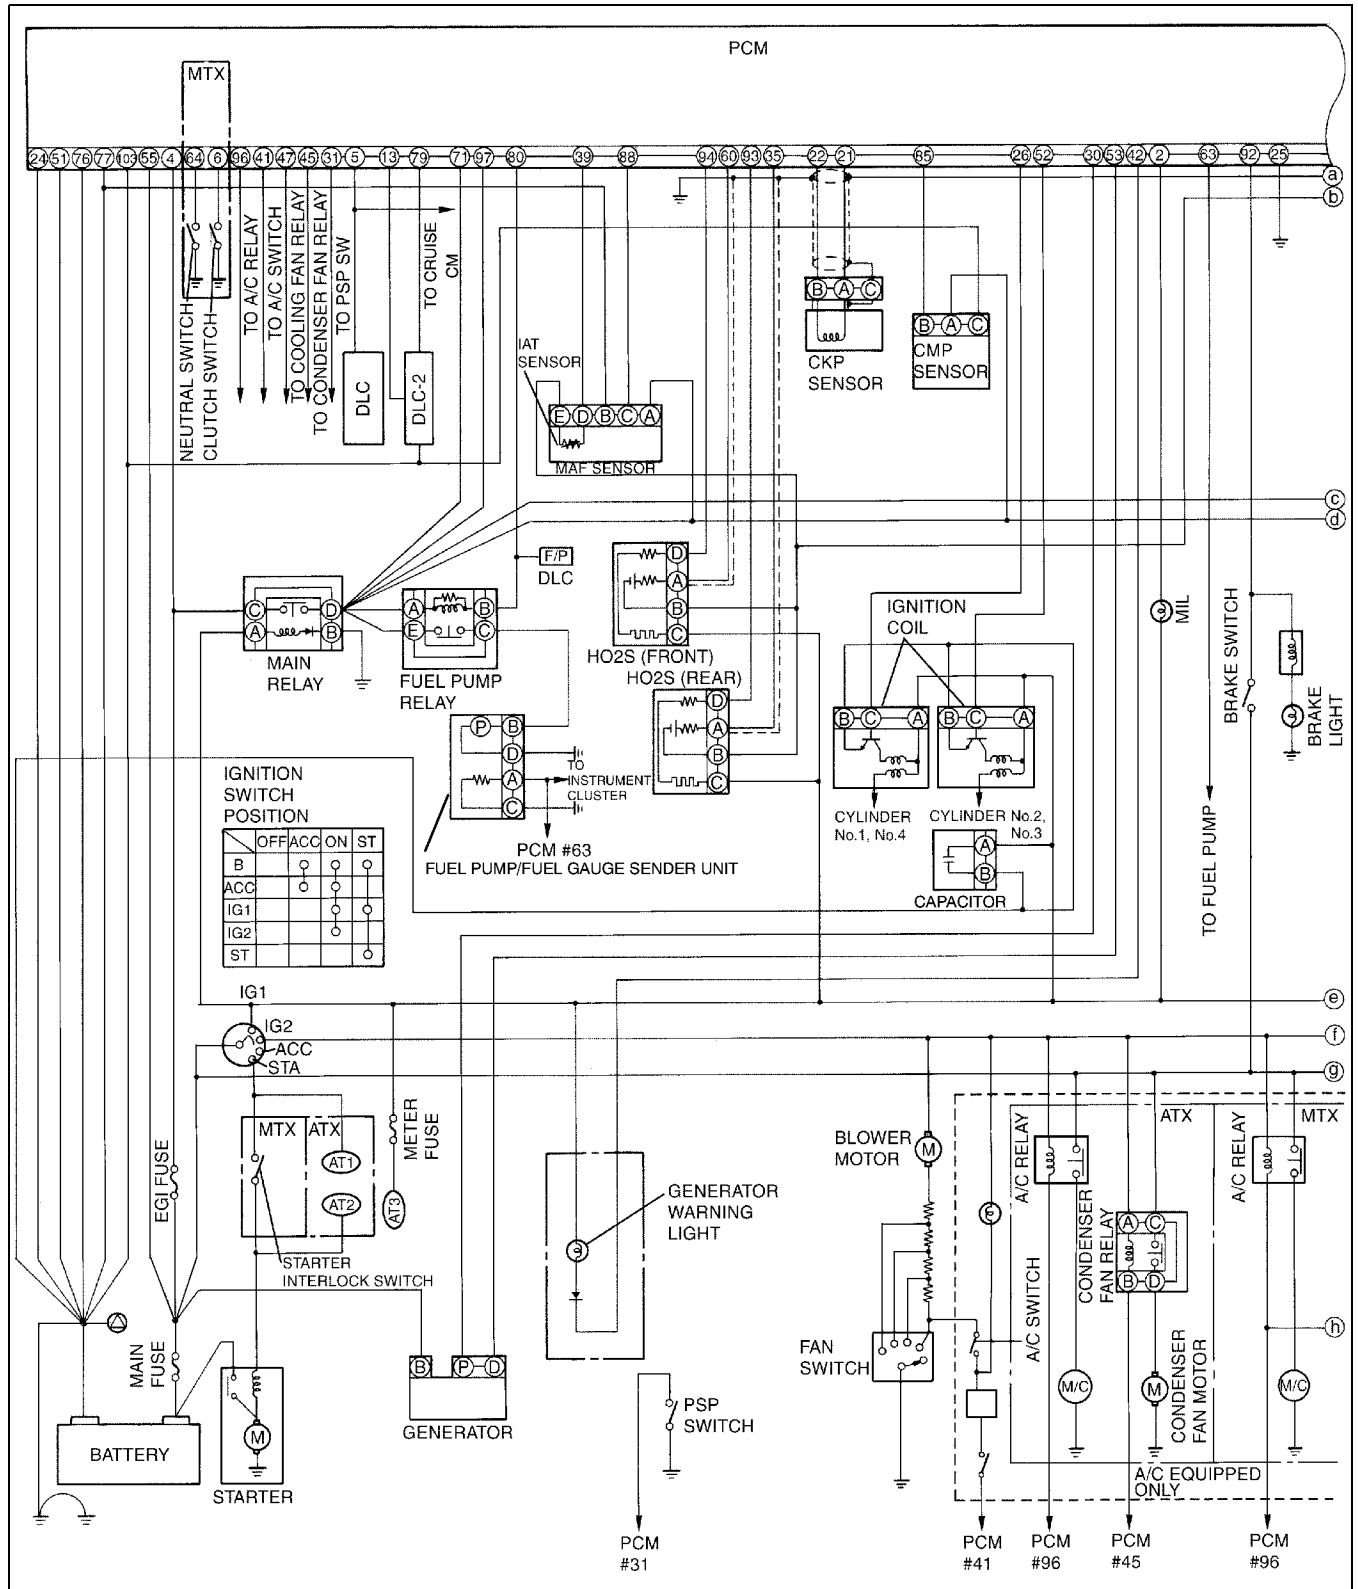 PCM
MTX
24 51 76 77 103 55 4 64 6 96 41 47 45 31 5 13 79 71 97 80 39 88 94 60 93 35 22 21 85 26 52 30 53 42 2 63 92 25
a
b
NEUTRAL SWITCH
CLUTCH SWITCH
TO A/C RELAY
TO A/C SWITCH
TO COOLING FAN RELAY
TO CONDENSER FAN RELAY
TO PSP SW
TO CRUISE
CM
DLC
DLC-2
IAT
SENSOR
E D B C A
MAF SENSOR
B A C
CKP
SENSOR
B A C
CMP
SENSOR
c
d
F/P
DLC
C D
A B
MAIN
RELAY
A B
E C
FUEL PUMP
RELAY
D
A
B
C
HO2S (FRONT)
HO2S (REAR)
D
A
B
C
IGNITION
COIL
B C A
B C A
CYLINDER
No.1, No.4
CYLINDER No.2,
No.3
A
B
CAPACITOR
MIL
TO FUEL PUMP
BRAKE SWITCH
BRAKE
LIGHT
P B
D
A
C
TO
INSTRUMENT
CLUSTER
PCM #63
FUEL PUMP/FUEL GAUGE SENDER UNIT
IGNITION
SWITCH
POSITION
OFF ACC ON ST
B
ACC
IG1
IG2
ST
IG1
IG2
ACC
STA
e
f
g
MTX ATX
AT1
AT2
AT3
METER
FUSE
EGI FUSE
STARTER
INTERLOCK SWITCH
MAIN
FUSE
BATTERY
M
STARTER
B P D
GENERATOR
GENERATOR
WARNING
LIGHT
PSP
SWITCH
PCM
#31
BLOWER
MOTOR
M
FAN
SWITCH
A/C SWITCH
A/C RELAY
ATX
MTX
A/C RELAY
CONDENSER
FAN RELAY
A C
B D
h
M/C
M
CONDENSER
FAN MOTOR
M/C
A/C EQUIPPED
ONLY
PCM
#41
PCM
#96
PCM
#45
PCM
#96